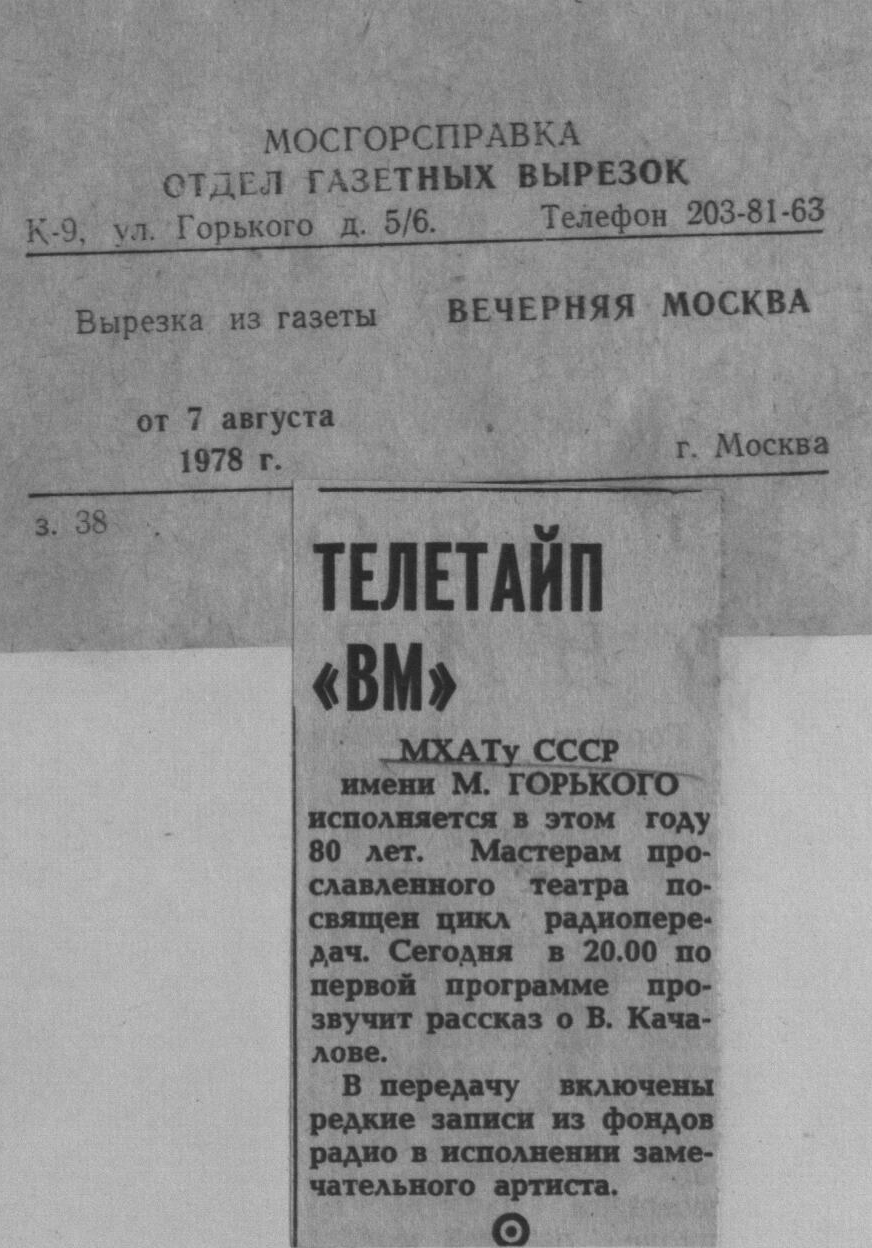 МОСГОРСПРАВКА
ОТДЕЛ ГАЗЕТНЫХ ВЫРЕЗОК
К-9, ул. Горького д. 5/6. Телефон 203-81-63
Вырезка из газеты ВЕЧЕРНЯЯ МОСКВА
от 7 августа
1978 г.
г. Москва
з. 38
ТЕЛЕТАЙП
«ВМ»
МХАТу СССР
имени М. ГОРЬКОГО
исполняется в этом году
80 лет. Мастерам про-
славленного театра по-
священ цикл радиопере-
дач. Сегодня в 20.00 по
первой программе про-
звучит рассказ о В. Кача-
лове.
В передачу включены
редкие записи из фондов
радио в исполнении заме-
чательного артиста.